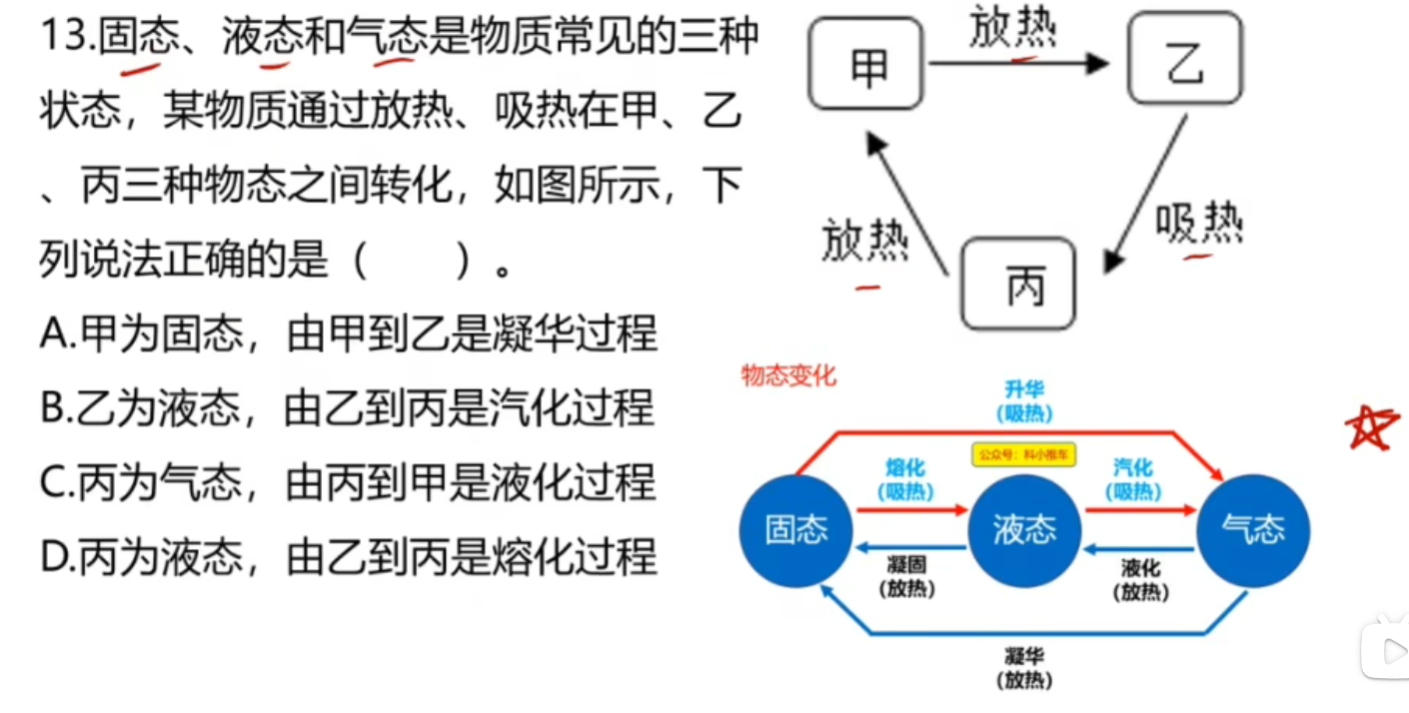 13.固态、液态和气态是物质常见的三种
状态，某物质通过放热、吸热在甲、乙
、丙三种物态之间转化，如图所示，下
列说法正确的是（　　）。
A.甲为固态，由甲到乙是凝华过程
B.乙为液态，由乙到丙是汽化过程
C.丙为气态，由丙到甲是液化过程
D.丙为液态，由乙到丙是熔化过程
甲
放热
乙
放热
吸热
丙
物态变化
升华
（吸热）
公众号：科小推车
熔化
（吸热）
汽化
（吸热）
固态
液态
气态
凝固
（放热）
液化
（放热）
凝华
（放热）